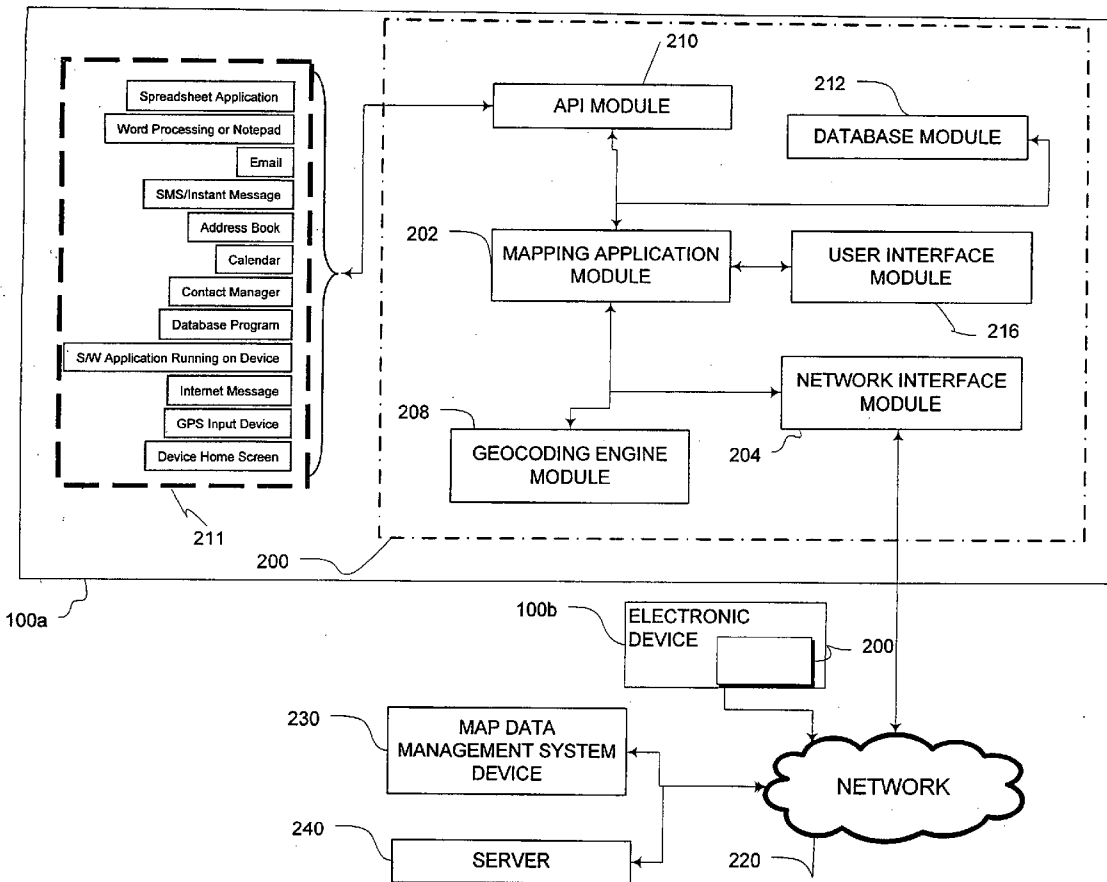 210
API MODULE
212
DATABASE MODULE
Spreadsheet Application
Word Processing or Notepad
Email
SMS/Instant Message
Address Book
Calendar
Contact Manager
Database Program
S/W Application Running on Device
Internet Message
GPS Input Device
Device Home Screen
211
202
MAPPING APPLICATION
MODULE
USER INTERFACE
MODULE
216
NETWORK INTERFACE
MODULE
204
208
GEOCODING ENGINE
MODULE
200
100a
100b
ELECTRONIC
DEVICE
200
230
MAP DATA
MANAGEMENT SYSTEM
DEVICE
NETWORK
240
SERVER
220